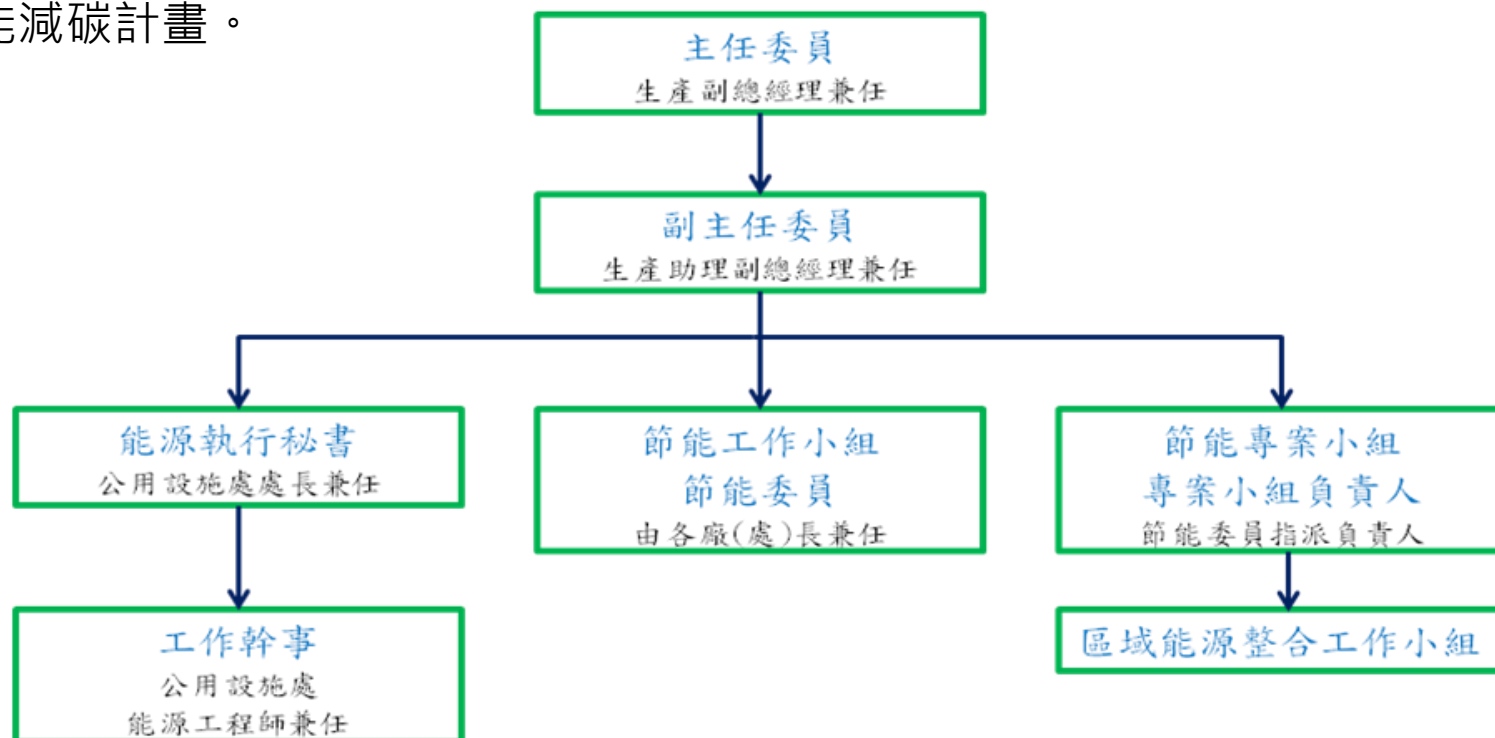 能減碳計畫。
主任委員
生產副總經理兼任
副主任委員
生產助理副總經理兼任
能源執行秘書
公用設施處處長兼任
節能工作小組
節能委員
由各廠(處)長兼任
節能專案小組
專案小組負責人
節能委員指派負責人
工作幹事
公用設施處
能源工程師兼任
區域能源整合工作小組